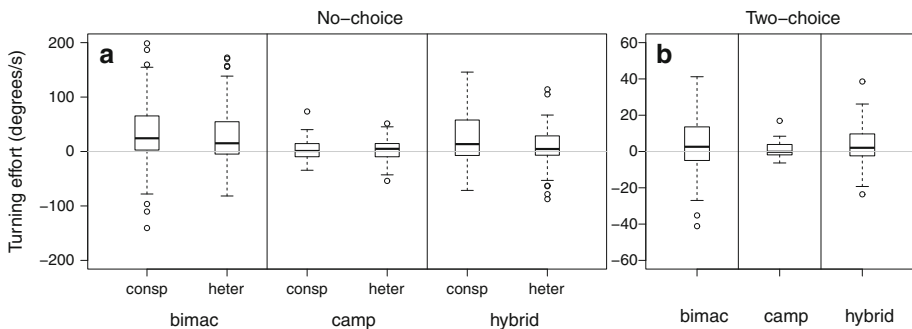 No−choice
Two−choice
Turning effort (degrees/s)
a
200
100
0
−100
−200
consp
heter
consp
heter
consp
heter
bimac
camp
hybrid
b
60
40
20
0
−20
−40
−60
bimac
camp
hybrid